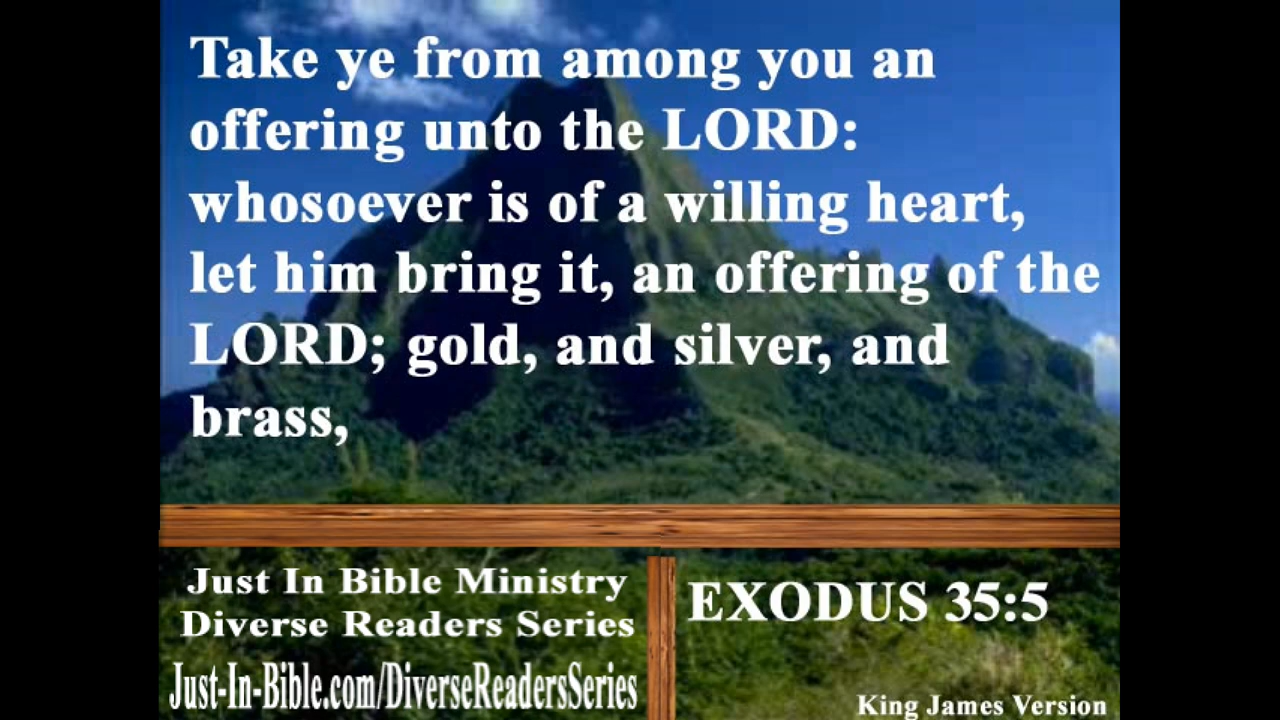 Take ye from among you an
offering unto the LORD:
whosoever is of a willing heart,
let him bring it, an offering of the
LORD; gold, and silver, and
brass,
Just In Bible Ministry
Diverse Readers Series
Just-In-Bible.com/DiverseReadersSeries
EXODUS 35:5
King James Version